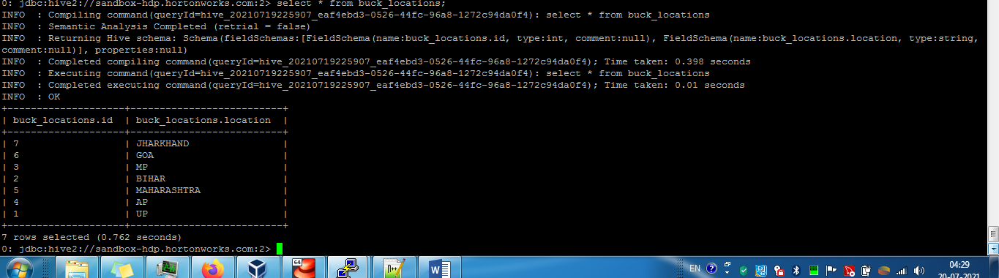 0: jdbc:hive2://sandbox-hdp.hortonworks.com:2> select * from buck_locations;
INFO  : Compiling command(queryId=hive_20210719225907_eaf4ebd3-0526-44fc-96a8-1272c94da0f4): select * from buck_locations
INFO  : Semantic Analysis Completed (retrial = false)
INFO  : Returning Hive schema: Schema(fieldSchemas:[FieldSchema(name:buck_locations.id, type:int, comment:null), FieldSchema(name:buck_locations.location, type:string,
comment:null)], properties:null)
INFO  : Completed compiling command(queryId=hive_20210719225907_eaf4ebd3-0526-44fc-96a8-1272c94da0f4); Time taken: 0.398 seconds
INFO  : Executing command(queryId=hive_20210719225907_eaf4ebd3-0526-44fc-96a8-1272c94da0f4): select * from buck_locations
INFO  : Completed executing command(queryId=hive_20210719225907_eaf4ebd3-0526-44fc-96a8-1272c94da0f4); Time taken: 0.01 seconds
INFO  : OK
+--------------------+--------------------------+
| buck_locations.id  | buck_locations.location  |
+--------------------+--------------------------+
| 7                  | JHARKHAND                |
| 6                  | GOA                      |
| 3                  | MP                       |
| 2                  | BIHAR                    |
| 5                  | MAHARASHTRA              |
| 4                  | AP                       |
| 1                  | UP                       |
+--------------------+--------------------------+
7 rows selected (0.762 seconds)
0: jdbc:hive2://sandbox-hdp.hortonworks.com:2>
64
W
EN
04:29
20-07-2021